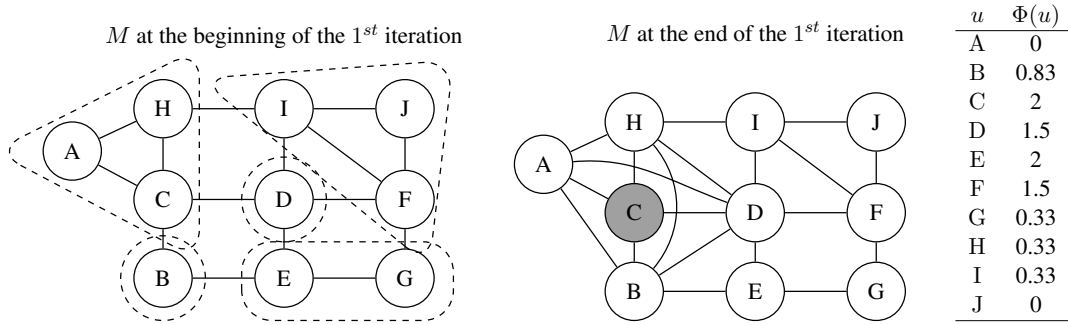 M at the beginning of the 1st iteration
H
I
J
A
C
D
F
B
E
G
M at the end of the 1st iteration
H
I
J
A
C
D
F
B
E
G
u Φ(u)
A 0
B 0.83
C 2
D 1.5
E 2
F 1.5
G 0.33
H 0.33
I 0.33
J 0